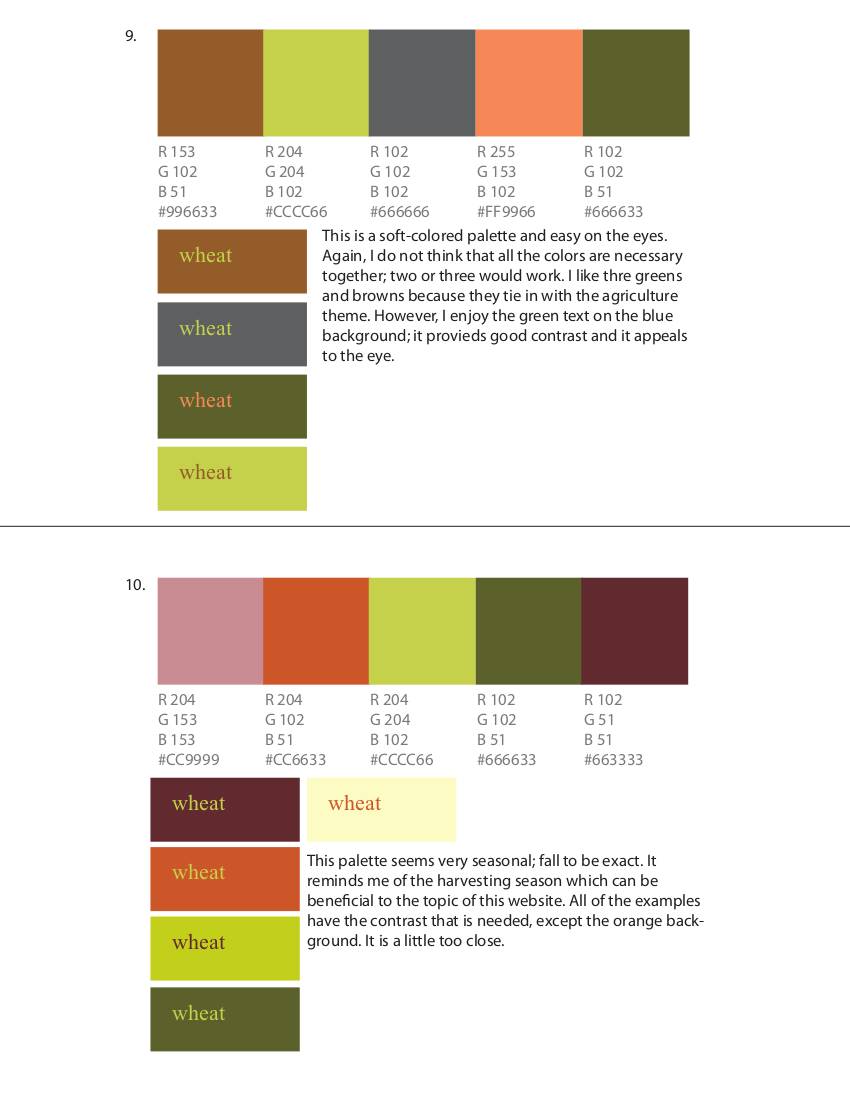 9.
R 153 R 204 R 102 R 255 R 102
G 102 G 204 G 102 G 153 G 102
B 51 B 102 B 102 B 102 B 51
#996633 #CCCC66 #666666 #FF9966 #666633
wheat
wheat
wheat
wheat
This is a soft-colored palette and easy on the eyes.
Again, I do not think that all the colors are necessary
together; two or three would work. I like thre greens
and browns because they tie in with the agriculture
theme. However, I enjoy the green text on the blue
background; it provieds good contrast and it appeals
to the eye.
10.
R 204 R 204 R 204 R 102 R 102
G 153 G 102 G 204 G 102 G 51
B 153 B 51 B 102 B 51 B 51
#CC9999 #CC6633 #CCCC66 #666633 #663333
wheat wheat
wheat
wheat
wheat
This palette seems very seasonal; fall to be exact. It
reminds me of the harvesting season which can be
beneficial to the topic of this website. All of the examples
have the contrast that is needed, except the orange back-
ground. It is a little too close.